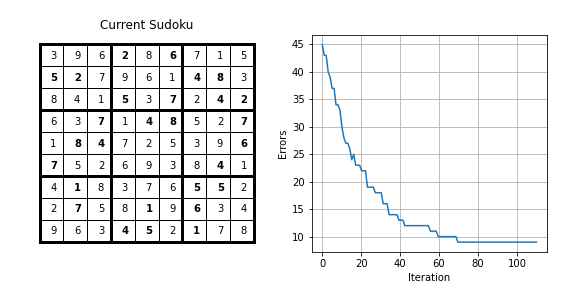 Current Sudoku
3 9 6 2 8 6 7 1 5
5 2 7 9 6 1 4 8 3
8 4 1 5 3 7 2 4 2
6 3 7 1 4 8 5 2 7
1 8 4 7 2 5 3 9 6
7 5 2 6 9 3 8 4 1
4 1 8 3 7 6 5 5 2
2 7 5 8 1 9 6 3 4
9 6 3 4 5 2 1 7 8
45
40
35
30
25
20
15
10
Errors
0 20 40 60 80 100
Iteration